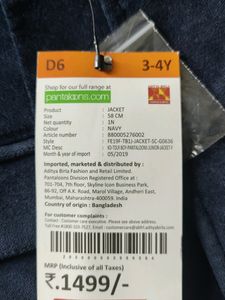 D6
3-4Y
Shop for our full range at
pantaloons.com
Product : JACKET
Size : 58 CM
Quantity : 1N
Colour : NAVY
Article : 880005276002
Style : FE19F-TB1J-JACKET-SC-G0636
MC Desc
Month & year of import : 05/2019
Imported, marketed & distributed by :
Aditya Birla Fashion and Retail Limited.
Pantaloons Division Registered Office at :
701-704, 7th floor, Skyline Icon Business Park,
86-92, Off A.K. Road, Marol Village, Andheri East,
Mumbai, Maharashtra-400059. India
Country of Origin : Bangladesh
For customer complaints :
contact customer care executive - please see above address
MRP (Inclusive of all Taxes)
₹.1499/-